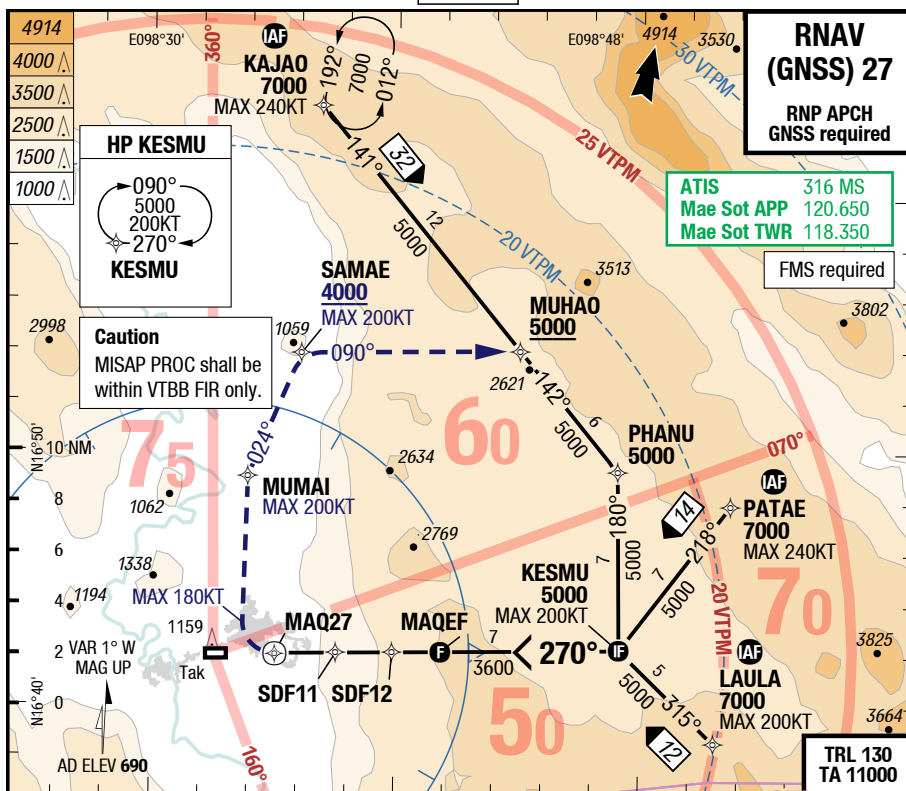 4914
4000
3500
2500
1500
1000
E098°30'
360°
IAF
KAJAO
7000
MAX 240KT
192°
7000
012°
E098°48'
4914
3530
30 VTPM
RNAV
(GNSS) 27
RNP APCH
GNSS required
HP KESMU
090°
5000
200KT
270°
KESMU
141°
32
12
5000
25 VTPM
20 VTPM
ATIS 316 MS
Mae Sot APP 120.650
Mae Sot TWR 118.350
FMS required
SAMAE
4000
MAX 200KT
MUHAO
5000
3513
3802
2998
1059
090°
Caution
MISAP PROC shall be
within VTBB FIR only.
2621
142°
6
5000
N16°50'
10 NM
75
024°
60
2634
PHANU
5000
070°
8
1062
MUMAI
MAX 200KT
IAF
PATAE
7000
MAX 240KT
14
218°
7
5000
180°
7
5000
6
1338
2769
KESMU
5000
MAX 200KT
70
4
1194
MAX 180KT
1159
MAQ27
MAQEF
7
20 VTPM
VAR 1° W
MAG UP
2
Tak
F
3600
270°
IF
IAF
3825
SDF11
SDF12
5
5000
315°
LAULA
7000
MAX 200KT
N16°40'
0
50
12
3664
AD ELEV 690
160°
TRL 130
TA 11000